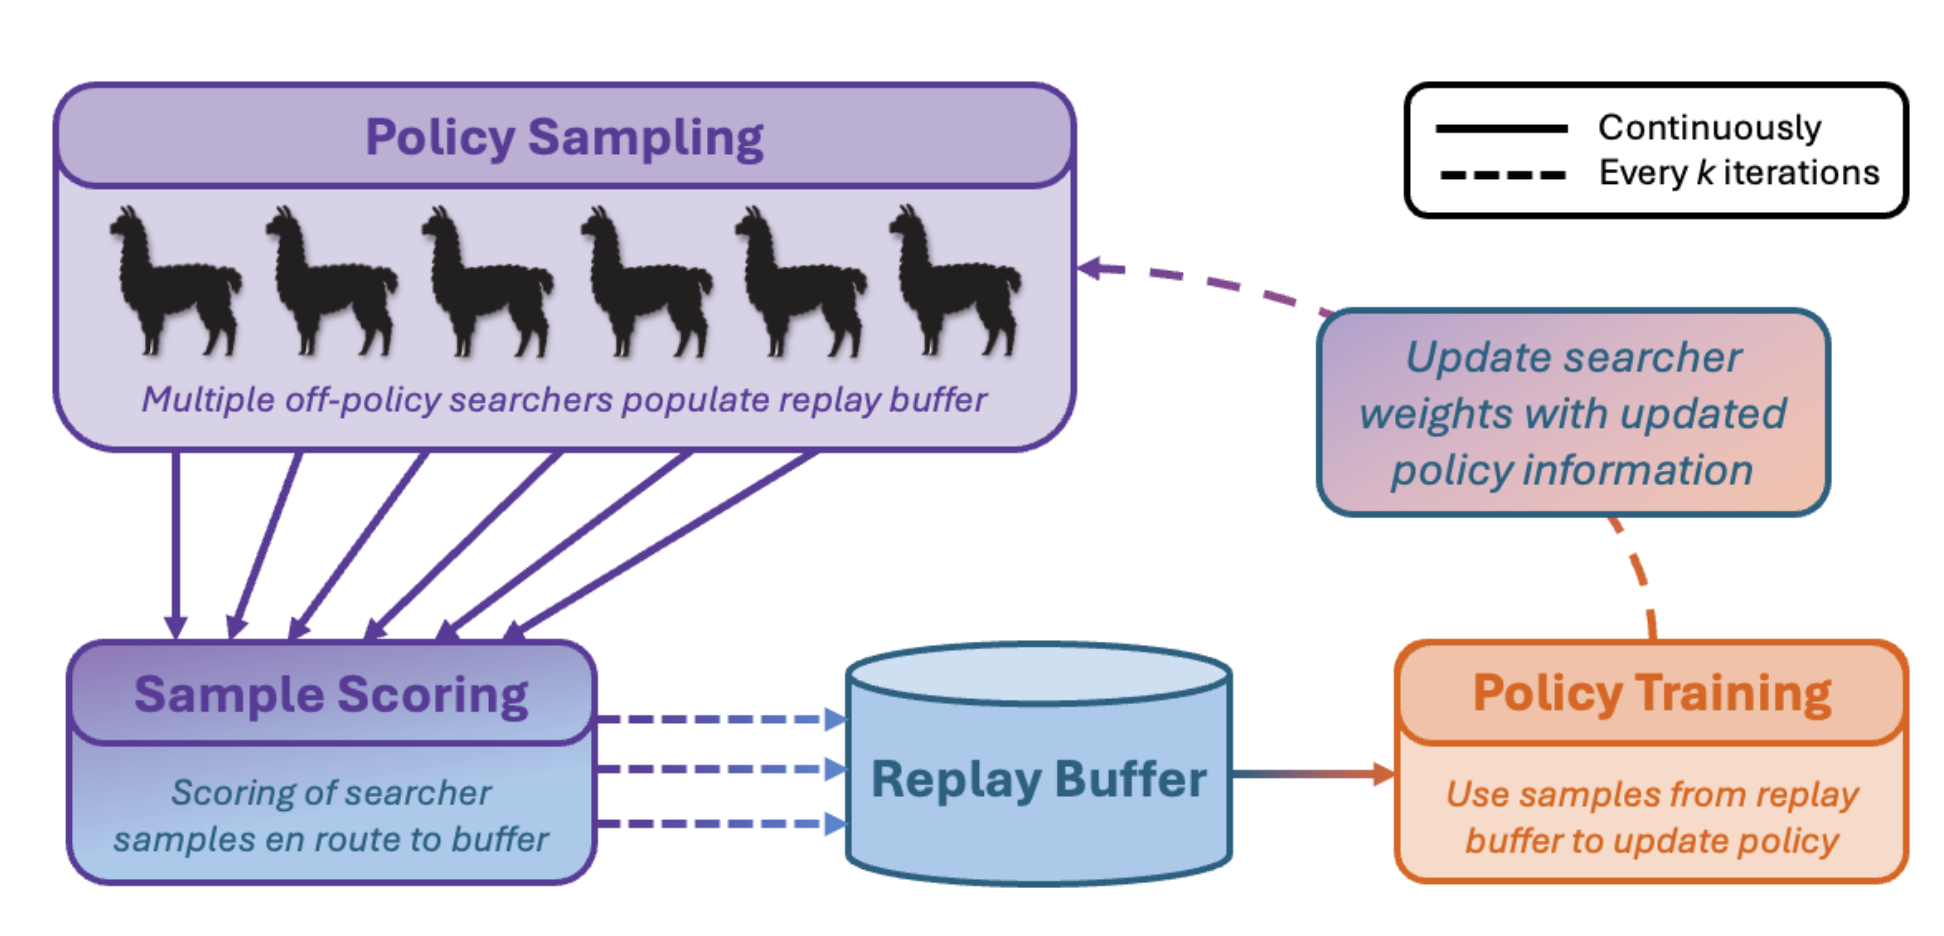 Policy Sampling
Multiple off-policy searchers populate replay buffer
Continuously
Every k iterations
Update searcher
weights with updated
policy information
Sample Scoring
Scoring of searcher
samples en route to buffer
Replay Buffer
Policy Training
Use samples from replay
buffer to update policy